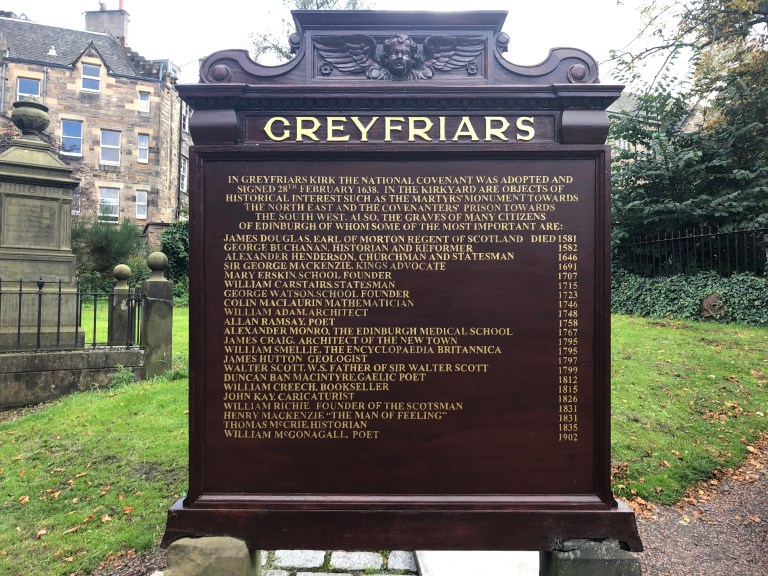 GREYFRIARS
IN GREYFRIARS KIRK THE NATIONAL COVENANT WAS ADOPTED AND
SIGNED 28TH FEBRUARY 1638. IN THE KIRKYARD ARE OBJECTS OF
HISTORICAL INTEREST SUCH AS THE MARTYRS' MONUMENT TOWARDS
THE NORTH EAST AND THE COVENANTERS' PRISON TOWARDS
THE SOUTH WEST. ALSO, THE GRAVES OF MANY CITIZENS
OF EDINBURGH OF WHOM SOME OF THE MOST IMPORTANT ARE:
JAMES DOUGLAS, EARL OF MORTON REGENT OF SCOTLAND DIED 1581
GEORGE BUCHANAN, HISTORIAN AND REFORMER 1582
ALEXANDER HENDERSON, CHURCHMAN AND STATESMAN 1646
SIR GEORGE MACKENZIE, KINGS ADVOCATE 1691
MARY ERSKIN, SCHOOL FOUNDER 1707
WILLIAM CARSTAIRS, STATESMAN 1715
GEORGE WATSON, SCHOOL FOUNDER 1723
COLIN MACLAURIN MATHEMATICIAN 1746
WILLIAM ADAM, ARCHITECT 1748
ALLAN RAMSAY, POET 1758
ALEXANDER MONRO, THE EDINBURGH MEDICAL SCHOOL 1767
JAMES CRAIG, ARCHITECT OF THE NEW TOWN 1795
WILLIAM SMELLIE, THE ENCYCLOPAEDIA BRITANNICA 1795
JAMES HUTTON GEOLOGIST 1797
WALTER SCOTT, W.S. FATHER OF SIR WALTER SCOTT 1799
DUNCAN BAN MACINTYRE, GAELIC POET 1812
WILLIAM CREECH, BOOKSELLER 1815
JOHN KAY, CARICATURIST 1826
WILLIAM RICHIE FOUNDER OF THE SCOTSMAN 1831
HENRY MACKENZIE "THE MAN OF FEELING" 1831
THOMAS McCRIE, HISTORIAN 1835
WILLIAM McGONAGALL, POET 1902